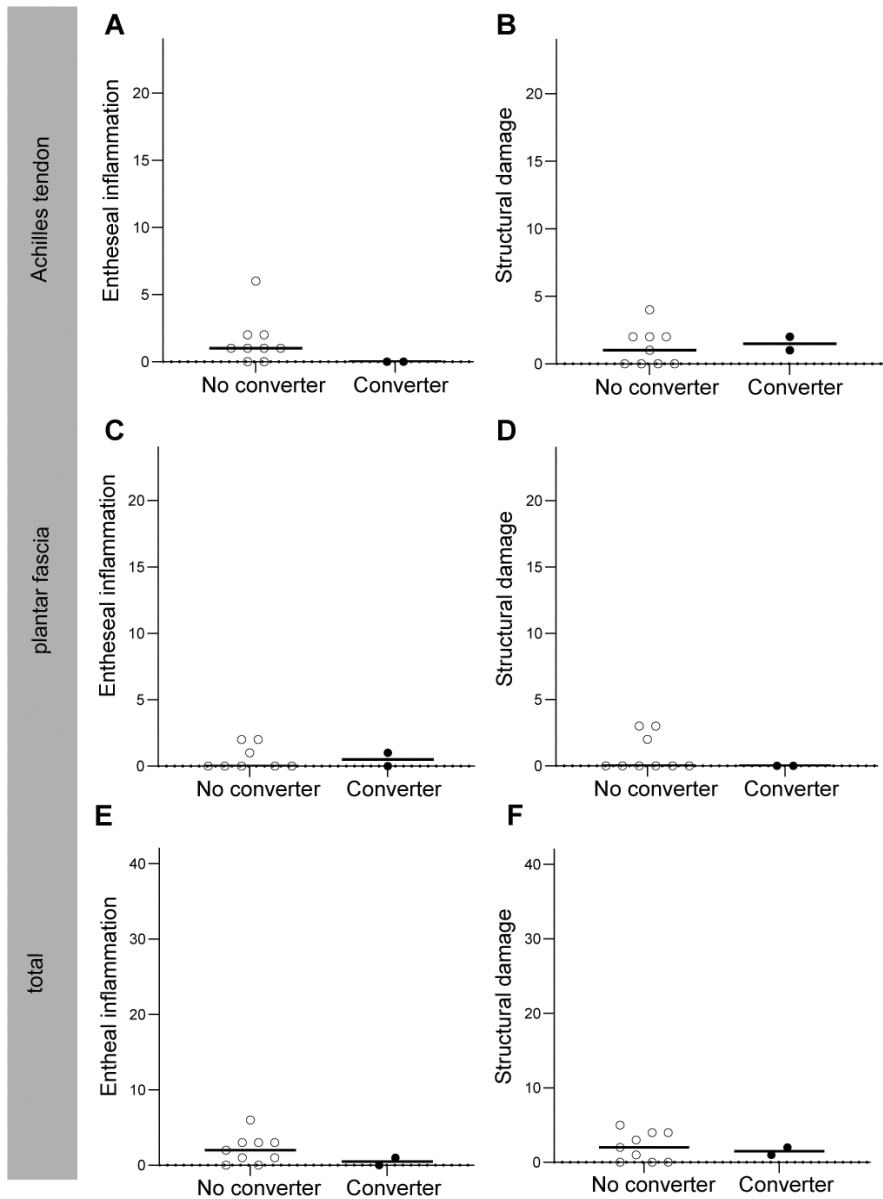 A
B
Achilles tendon
Entheseal inflammation
20
15
10
5
0
No converter
Converter
Structural damage
20
15
10
5
0
No converter
Converter
C
D
plantar fascia
Entheseal inflammation
20
15
10
5
0
No converter
Converter
Structural damage
20
15
10
5
0
No converter
Converter
E
F
total
Entheal inflammation
40
30
20
10
0
No converter
Converter
Structural damage
40
30
20
10
0
No converter
Converter